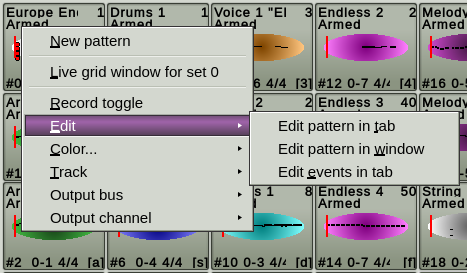 Europe En 1 Drums 1 1 Voice 1 "El 3 Endless 2 2 Melody
Armed Armed Armed Armed Armed
New pattern
Live grid window for set 0
#0 6 4/4 [3] #12 0-7 4/4 [4] #16 0-5
Record toggle
2 2 Endless 3 40 Melody
Armed Armed
Edit
Edit pattern in tab
Color...
Edit pattern in window
Track
Edit events in tab
Output bus
s 1 8 Endless 4 50 String
Armed Armed
Output channel
#2 0-1 4/4 [a] #6 0-4 4/4 [s] #10 0-3 4/4 [d] #14 0-7 4/4 [f] #18 0-2